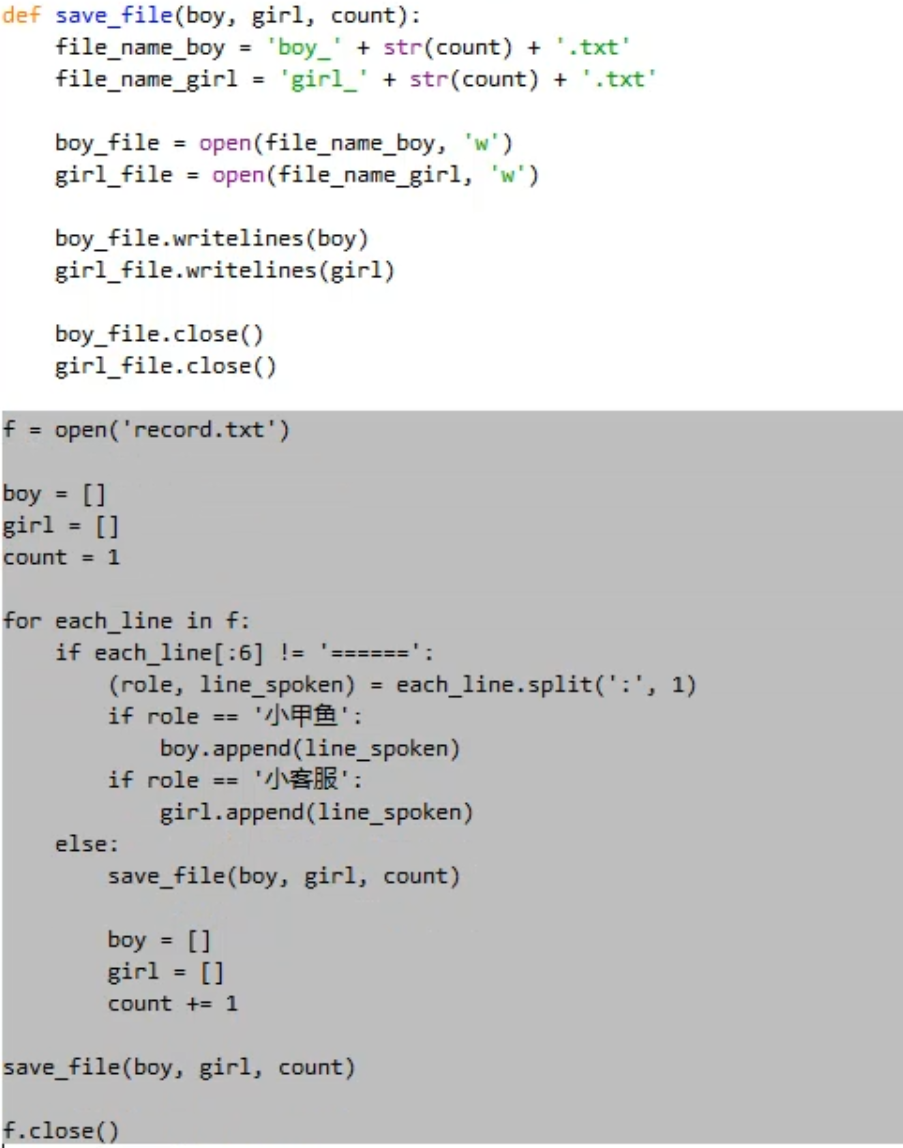 def save_file(boy, girl, count):
    file_name_boy = 'boy_' + str(count) + '.txt'
    file_name_girl = 'girl_' + str(count) + '.txt'

    boy_file = open(file_name_boy, 'w')
    girl_file = open(file_name_girl, 'w')

    boy_file.writelines(boy)
    girl_file.writelines(girl)

    boy_file.close()
    girl_file.close()

f = open('record.txt')

boy = []
girl = []
count = 1

for each_line in f:
    if each_line[:6] != '======':
        (role, line_spoken) = each_line.split(':', 1)
        if role == '小甲鱼':
            boy.append(line_spoken)
        if role == '小客服':
            girl.append(line_spoken)
    else:
        save_file(boy, girl, count)

        boy = []
        girl = []
        count += 1

save_file(boy, girl, count)

f.close()